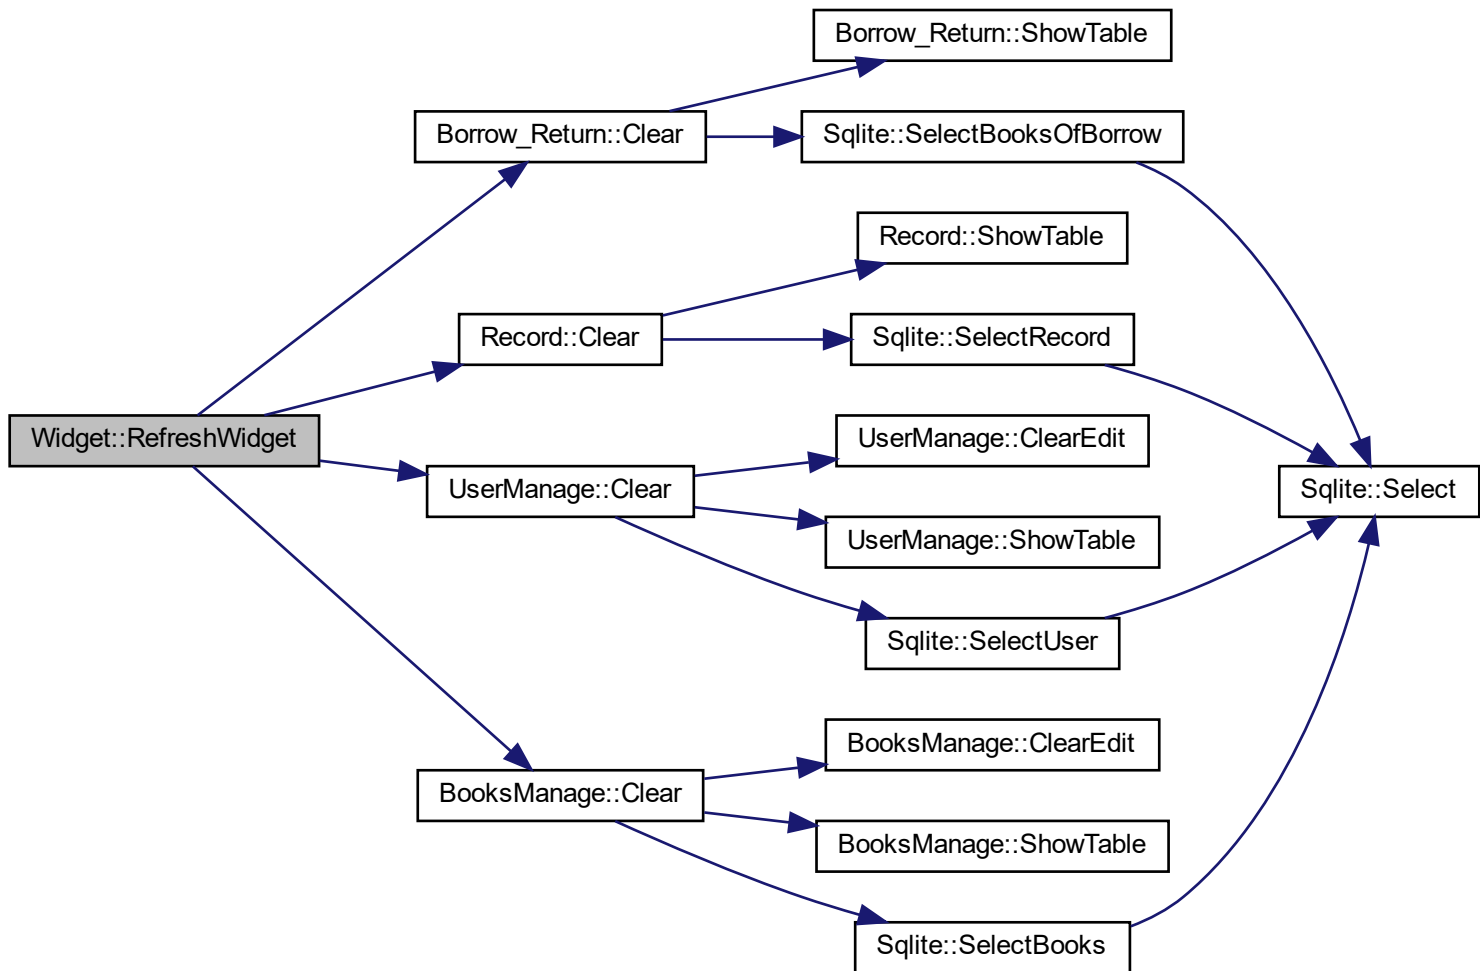 Borrow_Return::ShowTable
Borrow_Return::Clear
Sqlite::SelectBooksOfBorrow
Record::ShowTable
Record::Clear
Sqlite::SelectRecord
Widget::RefreshWidget
UserManage::ClearEdit
UserManage::Clear
Sqlite::Select
UserManage::ShowTable
Sqlite::SelectUser
BooksManage::ClearEdit
BooksManage::Clear
BooksManage::ShowTable
Sqlite::SelectBooks